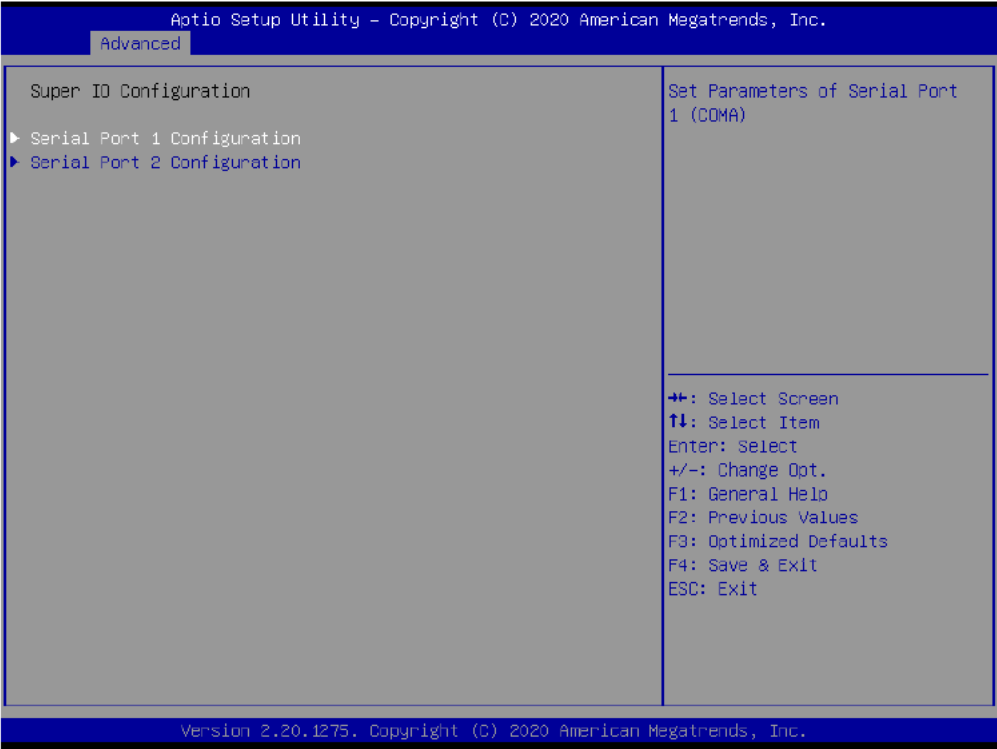 Aptio Setup Utility – Copyright (C) 2020 American Megatrends, Inc.
Advanced
Super IO Configuration
▶ Serial Port 1 Configuration
▶ Serial Port 2 Configuration
Set Parameters of Serial Port
1 (COMA)
→←: Select Screen
↑↓: Select Item
Enter: Select
+/-: Change Opt.
F1: General Help
F2: Previous Values
F3: Optimized Defaults
F4: Save & Exit
ESC: Exit
Version 2.20.1275. Copyright (C) 2020 American Megatrends, Inc.